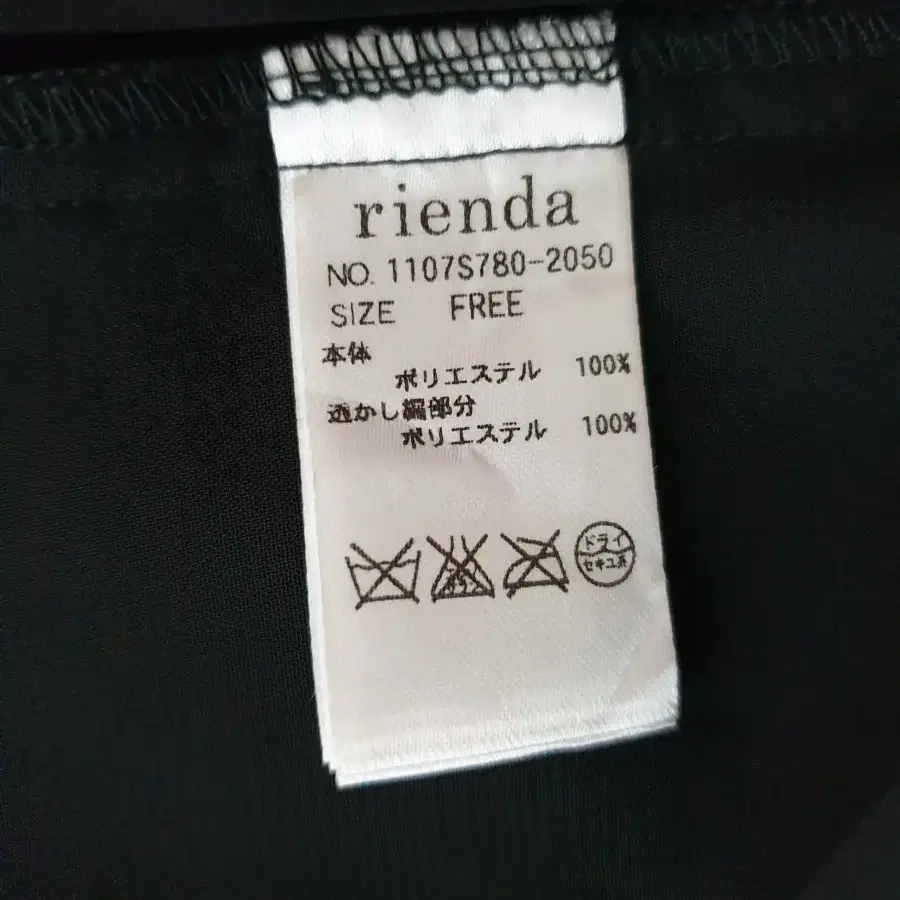 rienda
NO. 1107S780-2050
SIZE FREE
本体
ポリエステル 100%
透かし編部分
ポリエステル 100%
ドライ
セキユ系